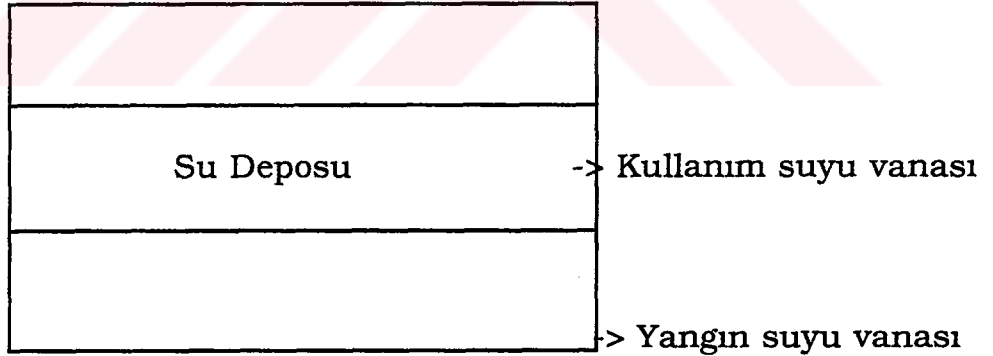 Su Deposu -> Kullanım suyu vanası
-> Yangın suyu vanası